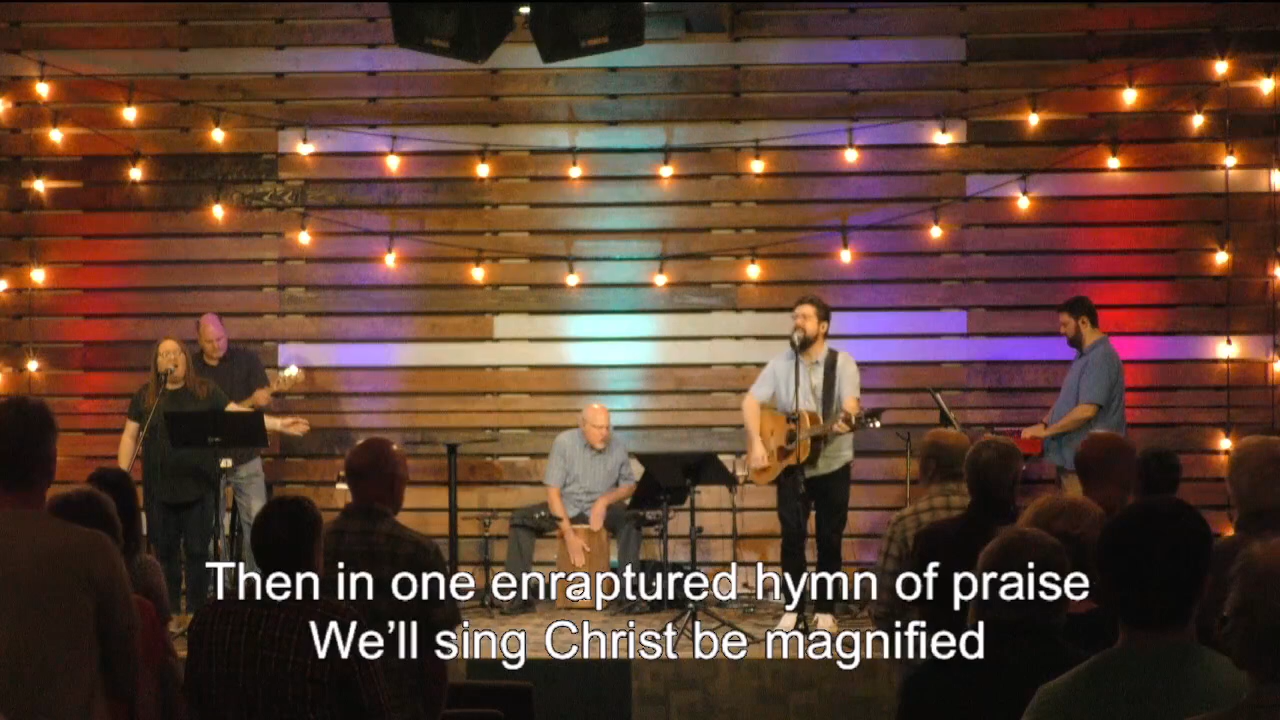 Then in one enraptured hymn of praise
We’ll sing Christ be magnified